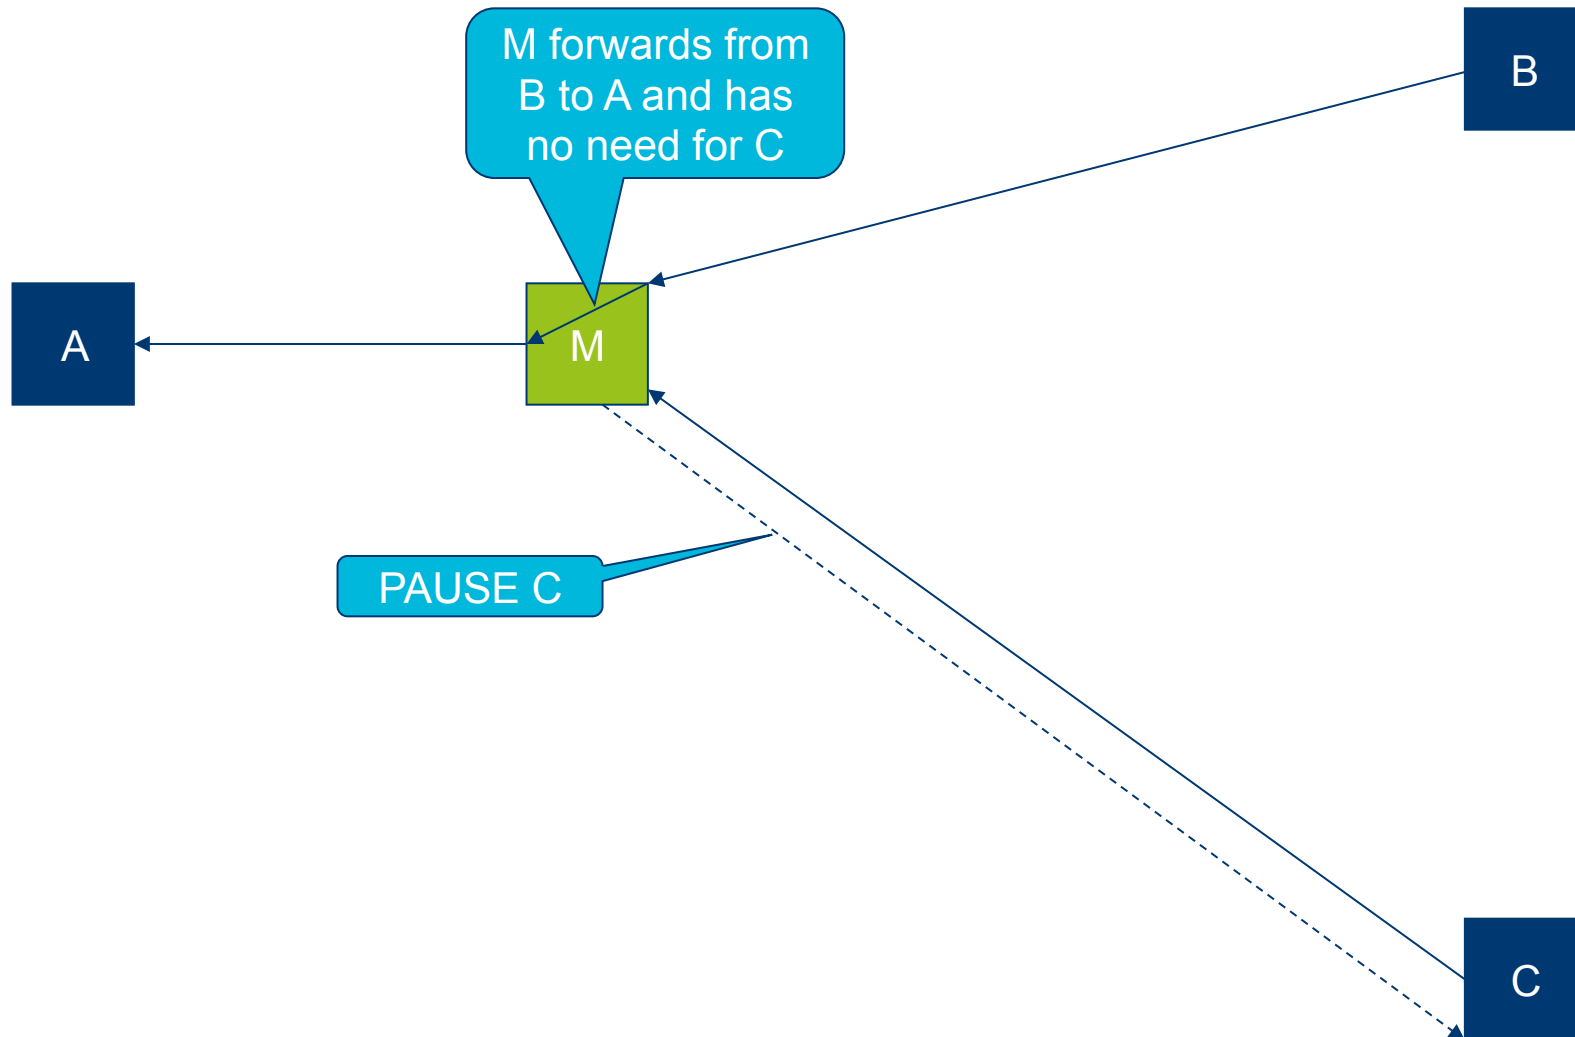 M forwards from
B to A and has
no need for C
B
A
M
PAUSE C
C